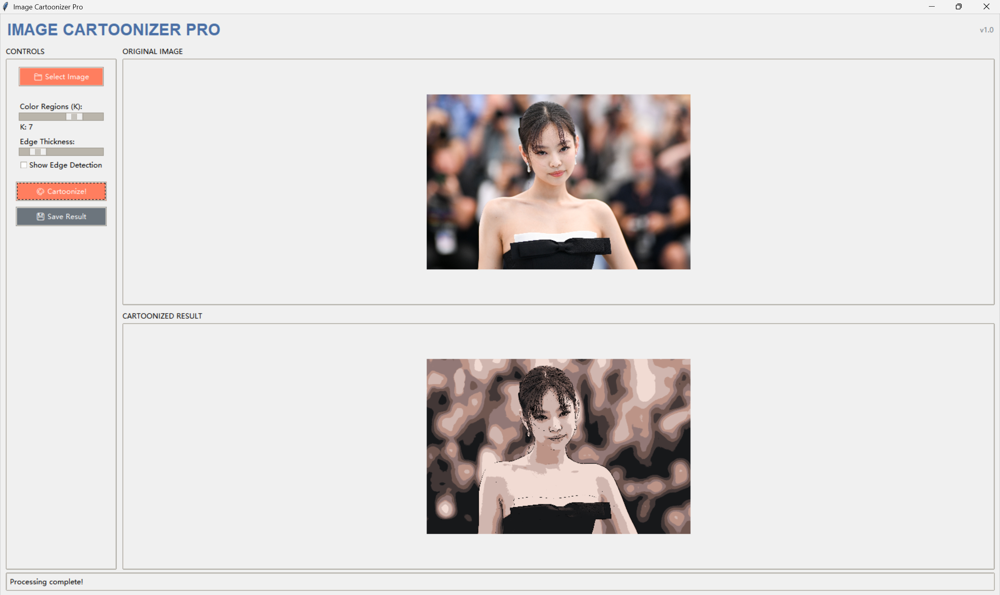 Image Cartoonizer Pro
IMAGE CARTOONIZER PRO
v1.0
CONTROLS
Select Image
Color Regions (K):
K: 7
Edge Thickness:
Show Edge Detection
Cartoonize!
Save Result
ORIGINAL IMAGE
CARTOONIZED RESULT
Processing complete!